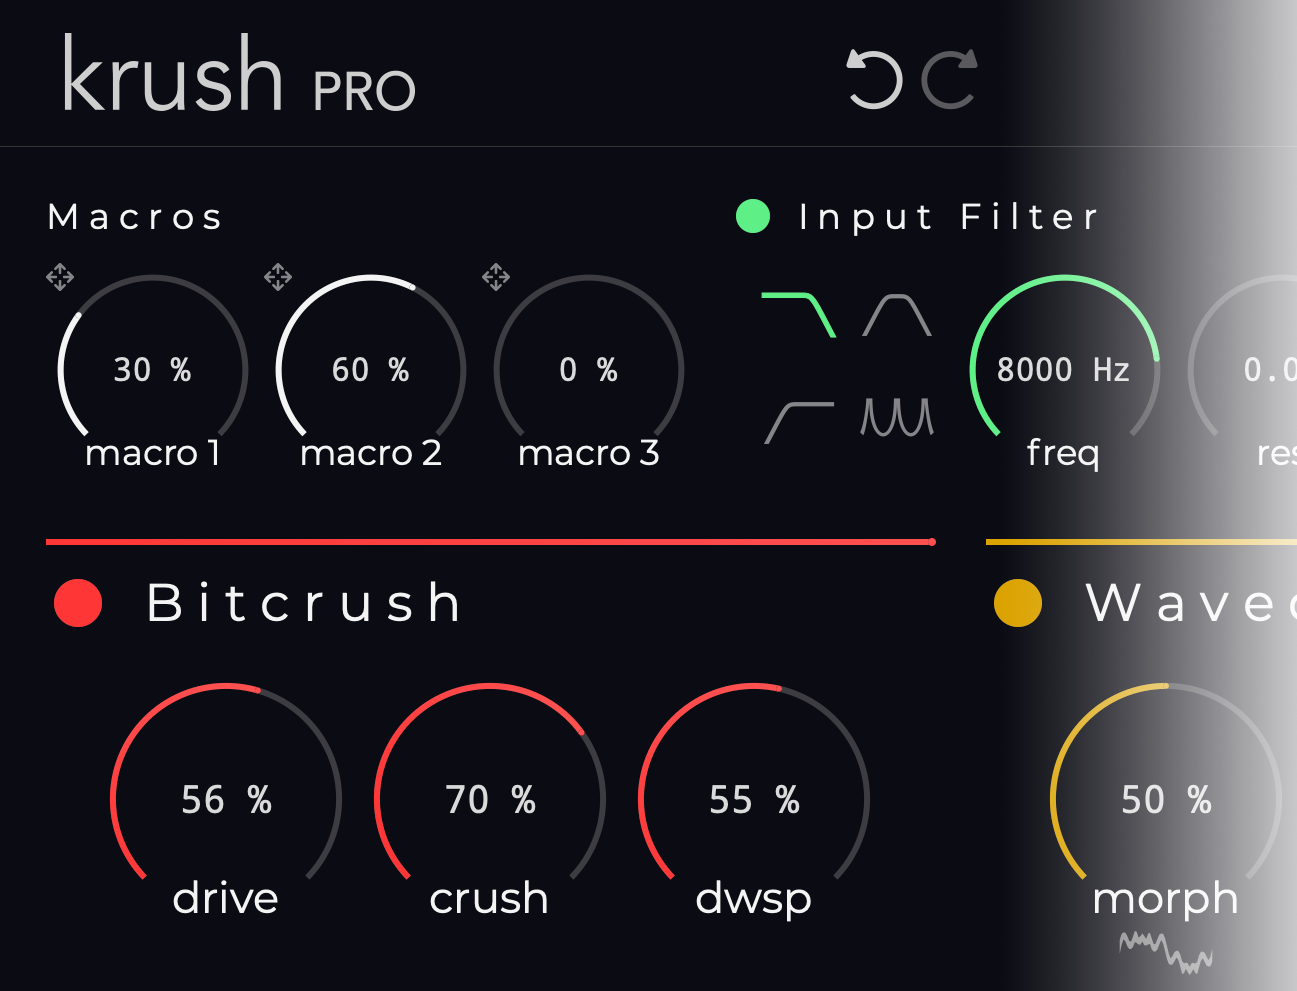 krush PRO
Macros
Input Filter
30 %
60 %
0 %
8000 Hz
0.0
macro 1
macro 2
macro 3
freq
res
Bitcrush
Wave
56 %
70 %
55 %
50 %
drive
crush
dwsp
morph